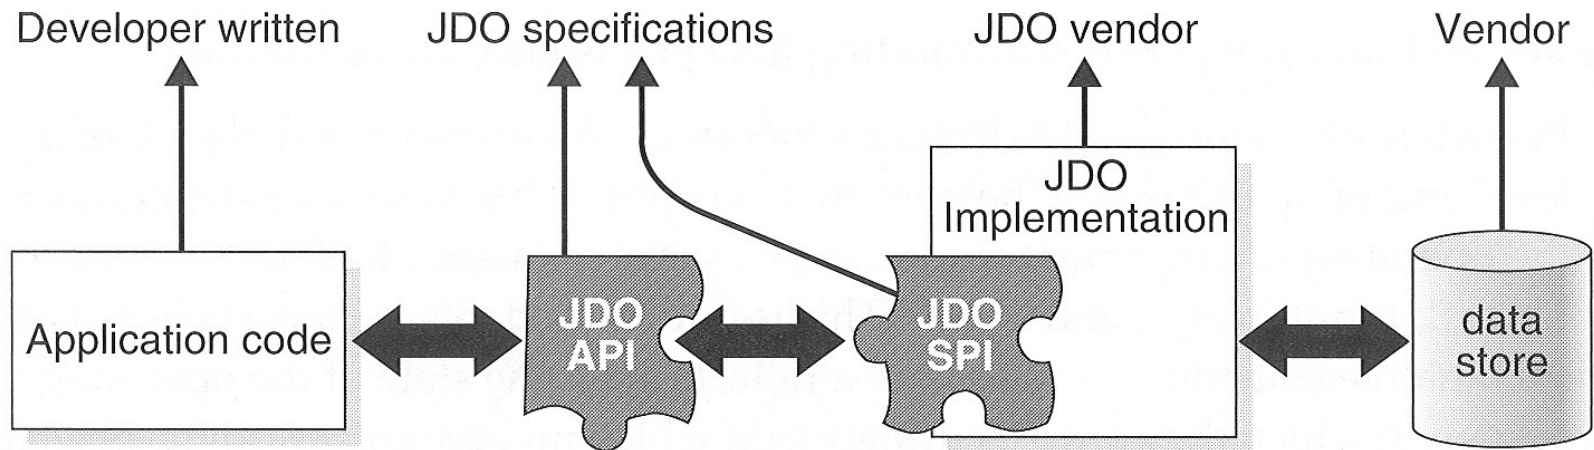 Developer written
JDO specifications
JDO vendor
Vendor
JDO
Implementation
Application code
JDO
API
JDO
SPI
data
store